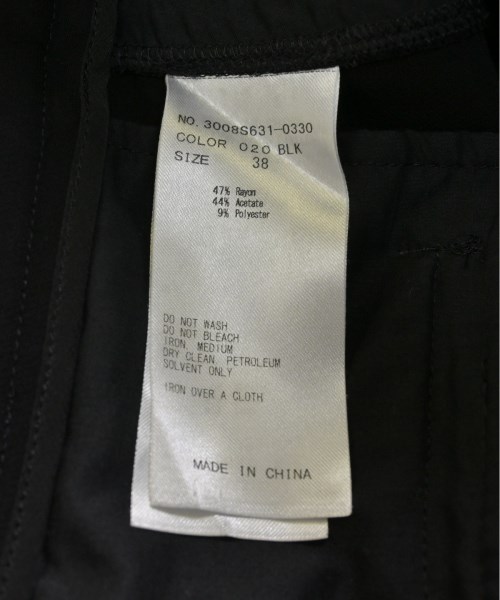 NO. 3008S631-0330
COLOR 020 BLK
SIZE 38
47% Rayon
44% Acetate
9% Polyester
DO NOT WASH
DO NOT BLEACH
IRON, MEDIUM
DRY CLEAN, PETROLEUM
SOLVENT ONLY
IRON OVER A CLOTH
MADE IN CHINA